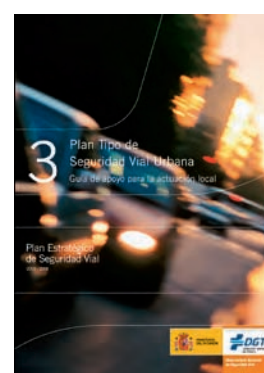 3
Plan Tipo de
Seguridad Vial Urbana
Guía de apoyo para la actuación local
Plan Estratégico
de Seguridad Vial
DGT